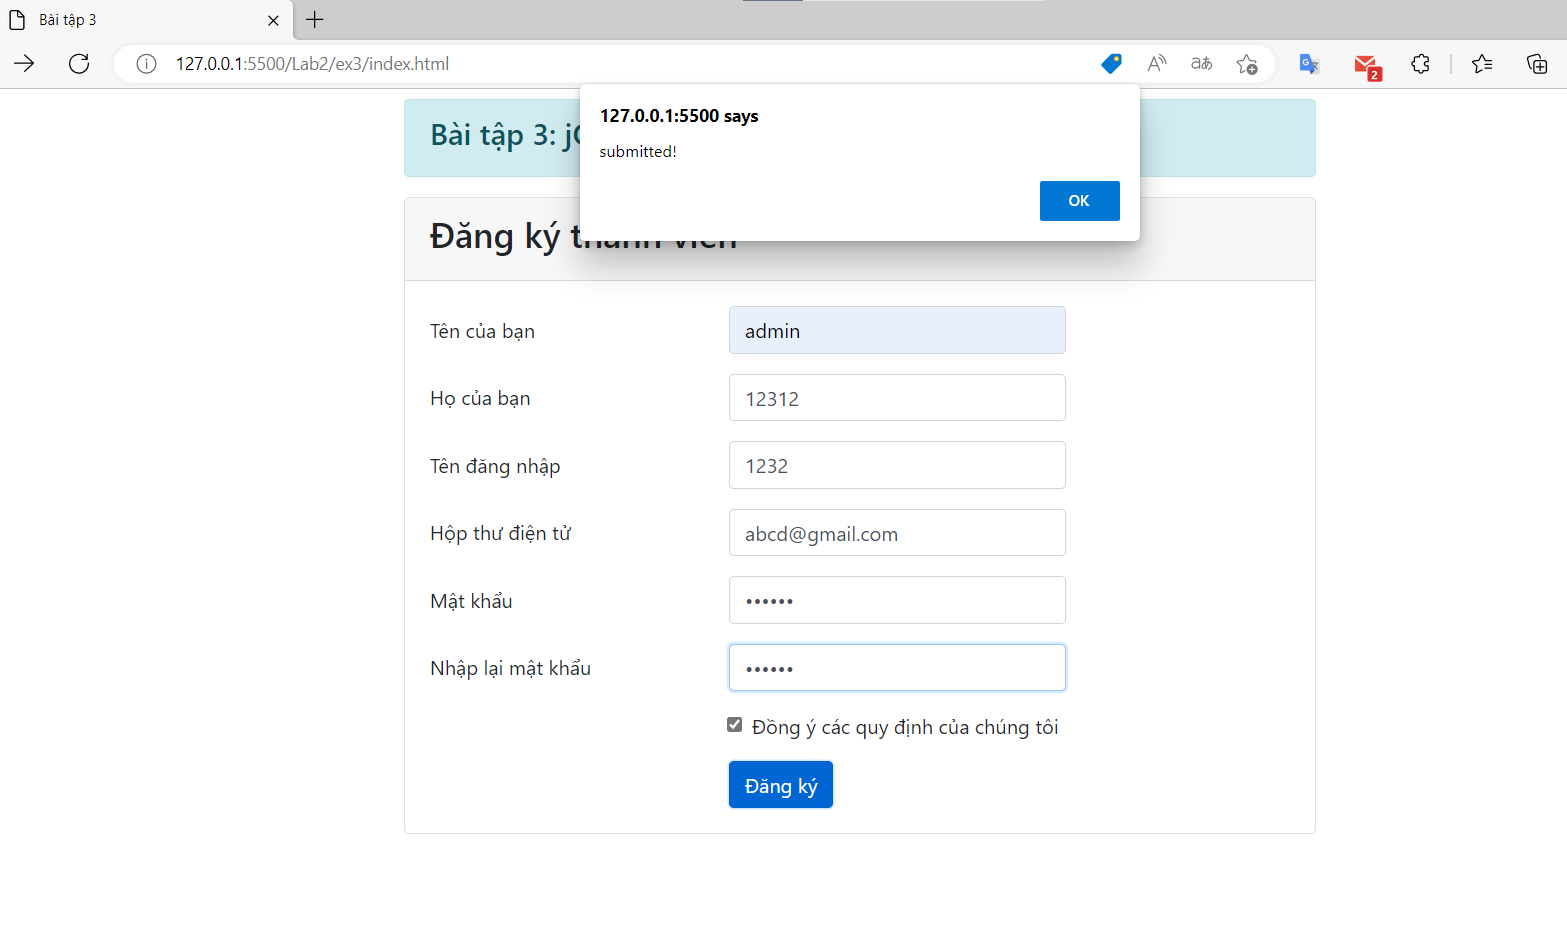 Bài tập 3
127.0.0.1:5500/Lab2/ex3/index.html
2
127.0.0.1:5500 says
submitted!
OK
Bài tập 3:
Đăng ký
Tên của bạn
admin
Họ của bạn
12312
Tên đăng nhập
1232
Hộp thư điện tử
abcd@gmail.com
Mật khẩu
••••••
Nhập lại mật khẩu
••••••
Đồng ý các quy định của chúng tôi
Đăng ký